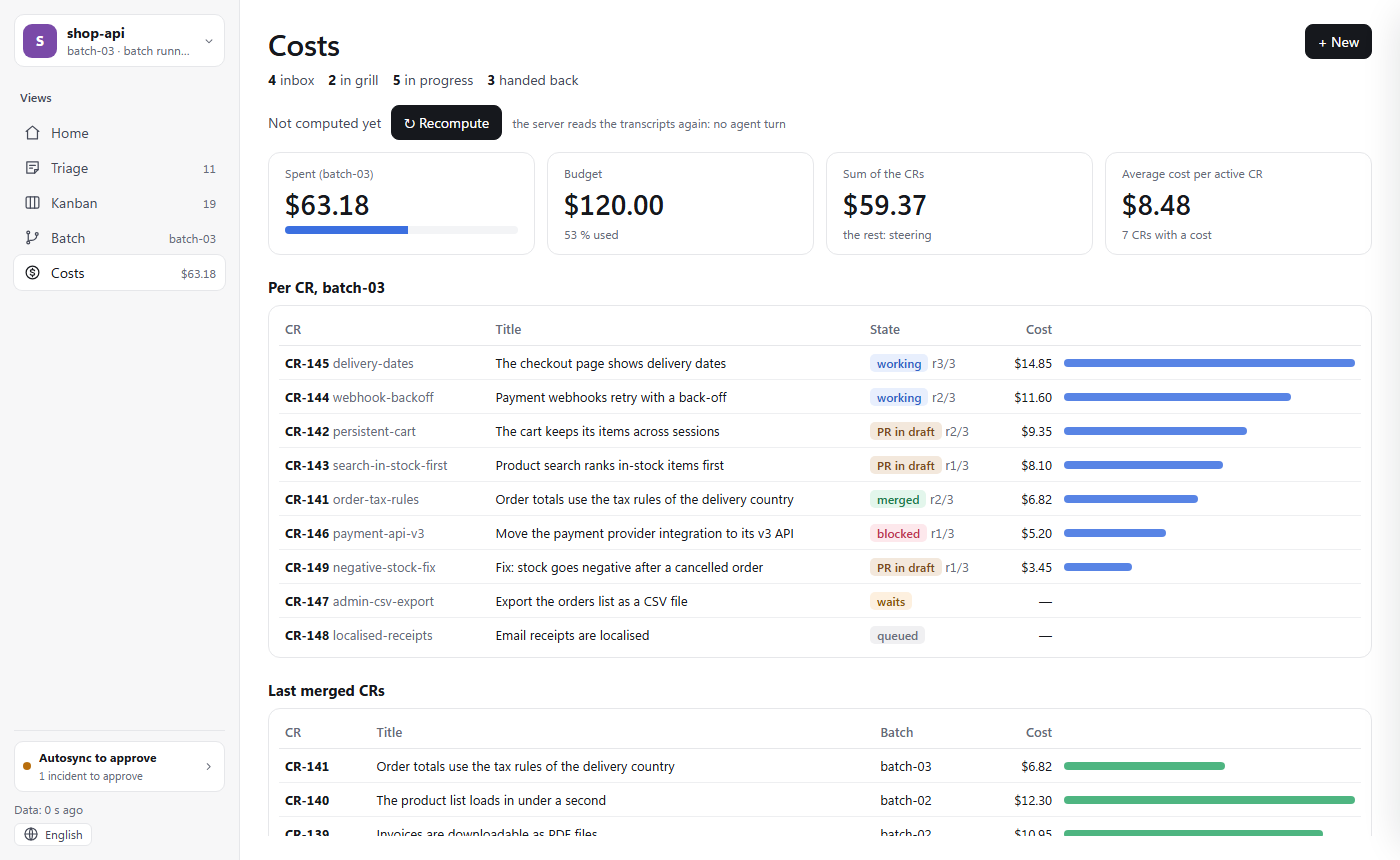 S
shop-api
batch-03 · batch runn...
Views
Home
Triage 11
Kanban 19
Batch batch-03
Costs $63.18
Autosync to approve
1 incident to approve
Data: 0 s ago
English
Costs
+ New
4 inbox 2 in grill 5 in progress 3 handed back
Not computed yet ↻ Recompute the server reads the transcripts again: no agent turn
Spent (batch-03)
$63.18
Budget
$120.00
53 % used
Sum of the CRs
$59.37
the rest: steering
Average cost per active CR
$8.48
7 CRs with a cost
Per CR, batch-03
CR Title State Cost
CR-145 delivery-dates The checkout page shows delivery dates working r3/3 $14.85
CR-144 webhook-backoff Payment webhooks retry with a back-off working r2/3 $11.60
CR-142 persistent-cart The cart keeps its items across sessions PR in draft r2/3 $9.35
CR-143 search-in-stock-first Product search ranks in-stock items first PR in draft r1/3 $8.10
CR-141 order-tax-rules Order totals use the tax rules of the delivery country merged r2/3 $6.82
CR-146 payment-api-v3 Move the payment provider integration to its v3 API blocked r1/3 $5.20
CR-149 negative-stock-fix Fix: stock goes negative after a cancelled order PR in draft r1/3 $3.45
CR-147 admin-csv-export Export the orders list as a CSV file waits —
CR-148 localised-receipts Email receipts are localised queued —
Last merged CRs
CR Title Batch Cost
CR-141 Order totals use the tax rules of the delivery country batch-03 $6.82
CR-140 The product list loads in under a second batch-02 $12.30
CR-139 Invoices are downloadable as PDF files batch-02 $10.95